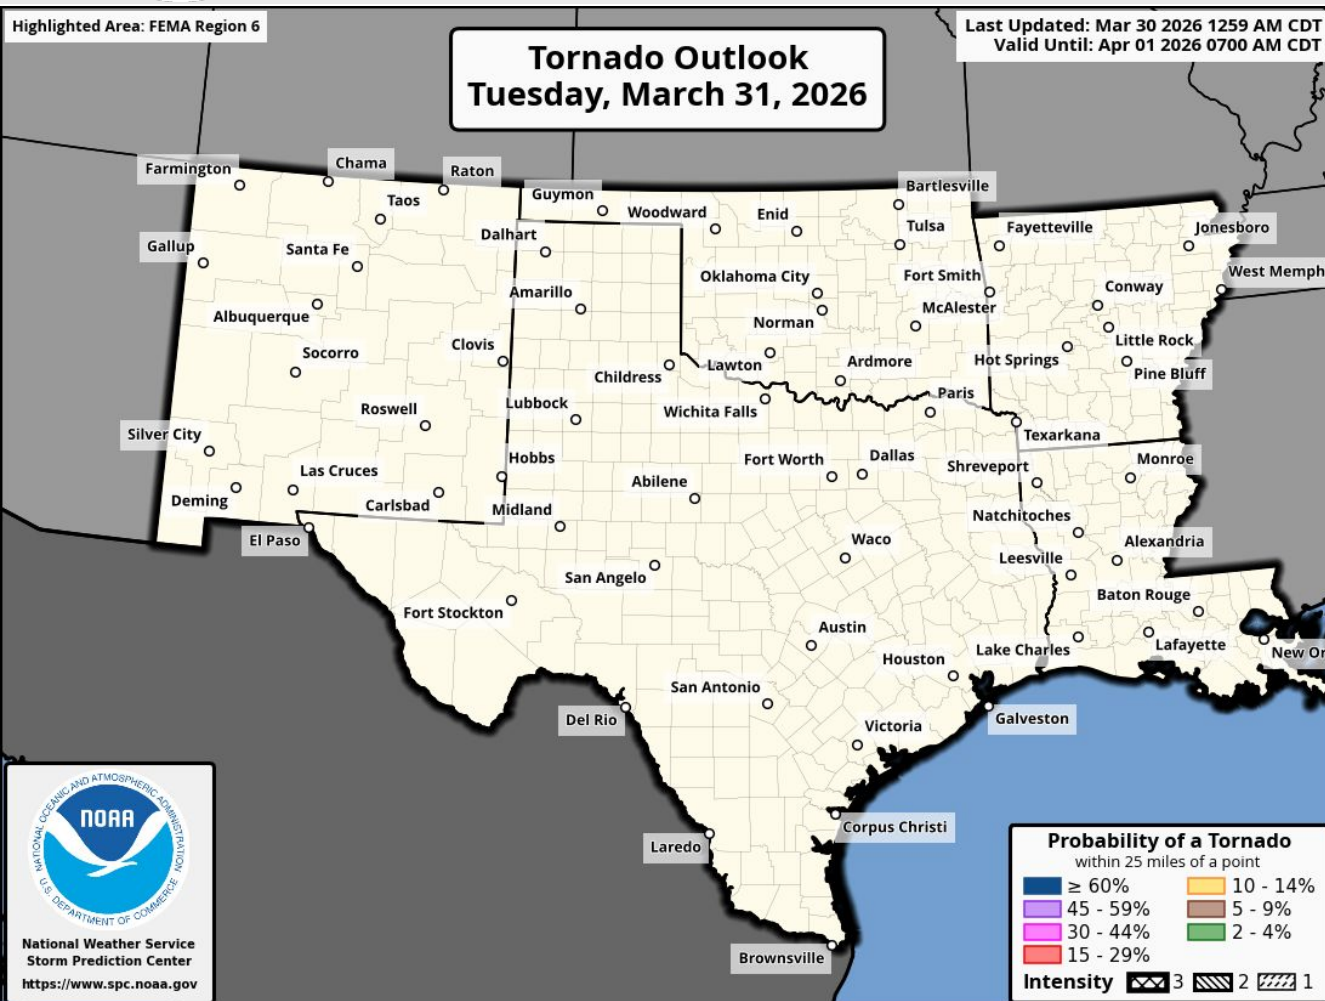 Highlighted Area: FEMA Region 6
Last Updated: Mar 30 2026 1259 AM CDT
Valid Until: Apr 01 2026 0700 AM CDT
Tornado Outlook
Tuesday, March 31, 2026
Farmington
Chama
Raton
Taos
Guymon
Woodward
Enid
Bartlesville
Tulsa
Fayetteville
Jonesboro
Gallup
Santa Fe
Dalhart
Oklahoma City
Fort Smith
West Memph
Albuquerque
Amarillo
Norman
McAlester
Conway
Little Rock
Socorro
Clovis
Childress
Lawton
Ardmore
Hot Springs
Pine Bluff
Roswell
Lubbock
Wichita Falls
Paris
Texarkana
Silver City
Las Cruces
Hobbs
Abilene
Fort Worth
Dallas
Shreveport
Monroe
Deming
Carlsbad
Midland
Natchitoches
El Paso
San Angelo
Waco
Leesville
Alexandria
Fort Stockton
Baton Rouge
Austin
Houston
Lake Charles
Lafayette
New Or
San Antonio
Del Rio
Victoria
Galveston
Corpus Christi
Laredo
Brownsville
NATIONAL OCEANIC AND ATMOSPHERIC ADMINISTRATION
NOAA
U.S. DEPARTMENT OF COMMERCE
National Weather Service
Storm Prediction Center
https://www.spc.noaa.gov
Probability of a Tornado
within 25 miles of a point
≥ 60% 10 - 14%
45 - 59% 5 - 9%
30 - 44% 2 - 4%
15 - 29%
Intensity 3 2 1